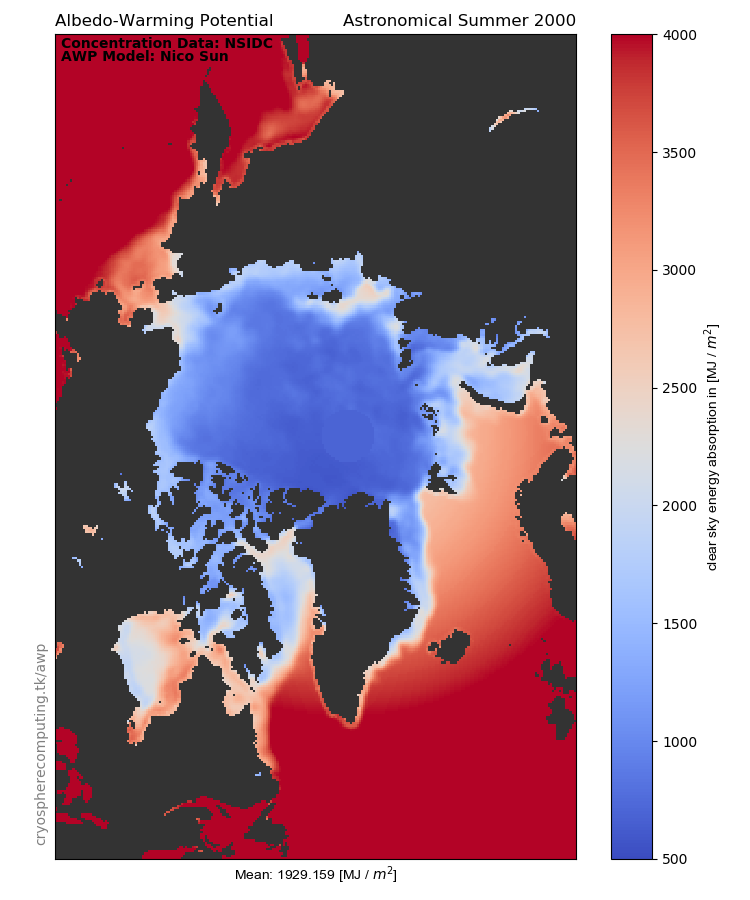 Albedo-Warming Potential
Astronomical Summer 2000
Concentration Data: NSIDC
AWP Model: Nico Sun
4000
3500
3000
2500
2000
1500
1000
500
clear sky energy absorption in [MJ / m²]
cryospherecomputing.tk/awp
Mean: 1929.159 [MJ / m²]